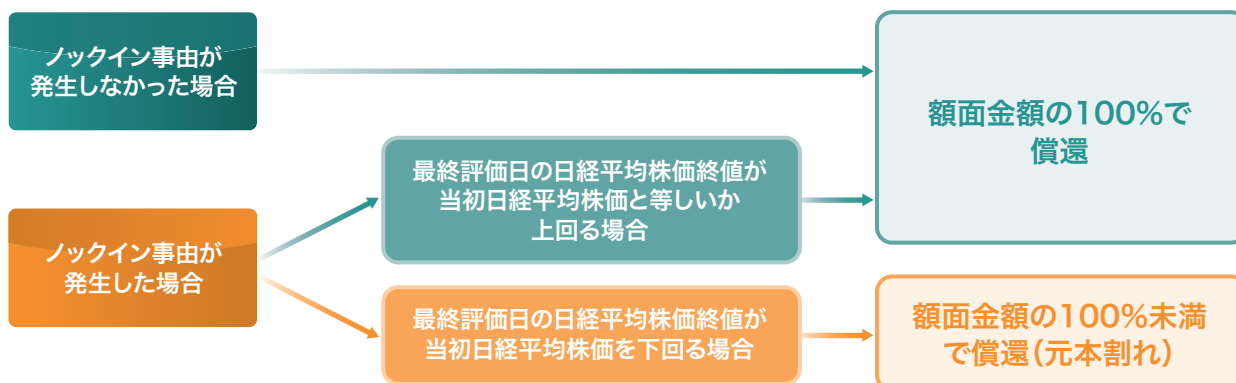 ノックイン事由が
発生しなかった場合
額面金額の100%で
償還
最終評価日の日経平均株価終値が
当初日経平均株価と等しいか
上回る場合
ノックイン事由が
発生した場合
最終評価日の日経平均株価終値が
当初日経平均株価を下回る場合
額面金額の100%未満
で償還(元本割れ)